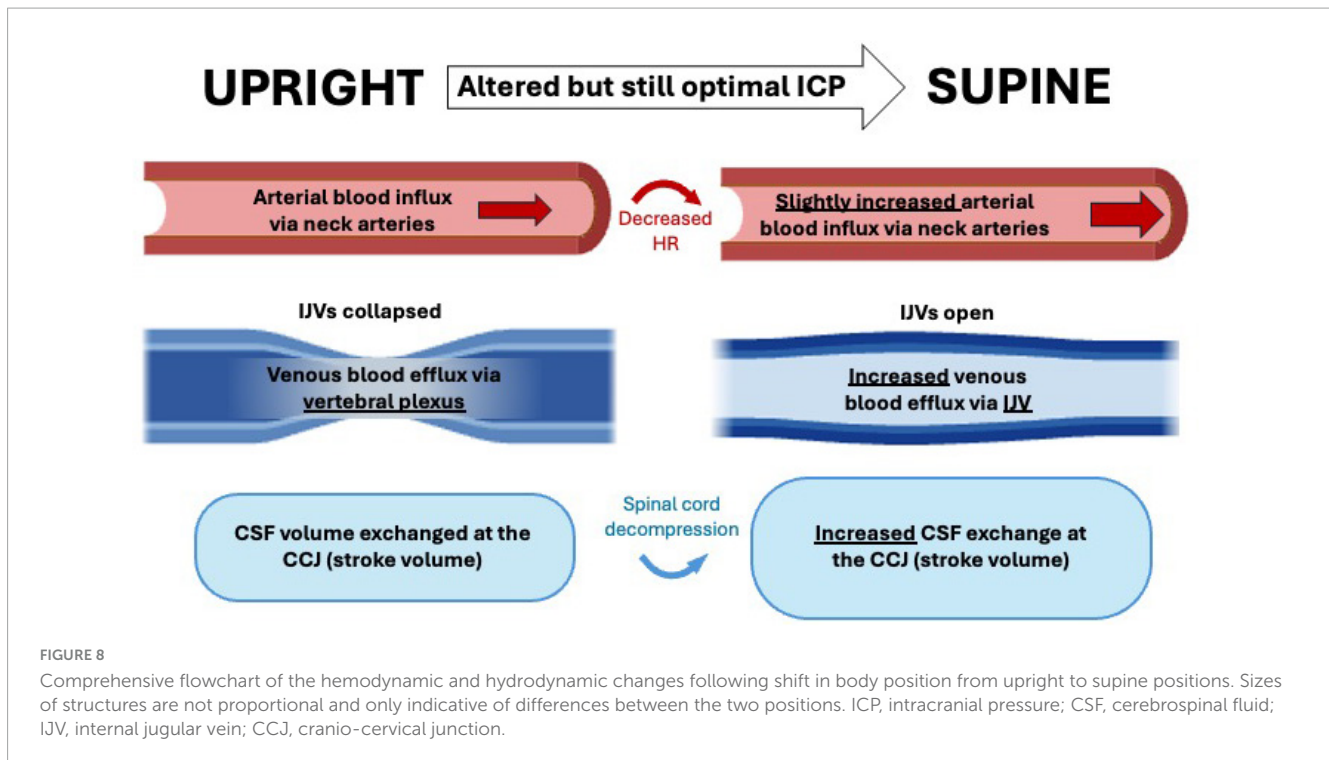 UPRIGHT
Altered but still optimal ICP
SUPINE
Arterial blood influx
via neck arteries
Decreased
HR
Slightly increased arterial
blood influx via neck arteries
IJVs collapsed
Venous blood efflux via
vertebral plexus
IJVs open
Increased venous
blood efflux via IJV
CSF volume exchanged at the
CCJ (stroke volume)
Spinal cord
decompression
Increased CSF exchange at
the CCJ (stroke volume)
FIGURE 8
Comprehensive flowchart of the hemodynamic and hydrodynamic changes following shift in body position from upright to supine positions. Sizes
of structures are not proportional and only indicative of differences between the two positions. ICP, intracranial pressure; CSF, cerebrospinal fluid;
IJV, internal jugular vein; CCJ, cranio-cervical junction.